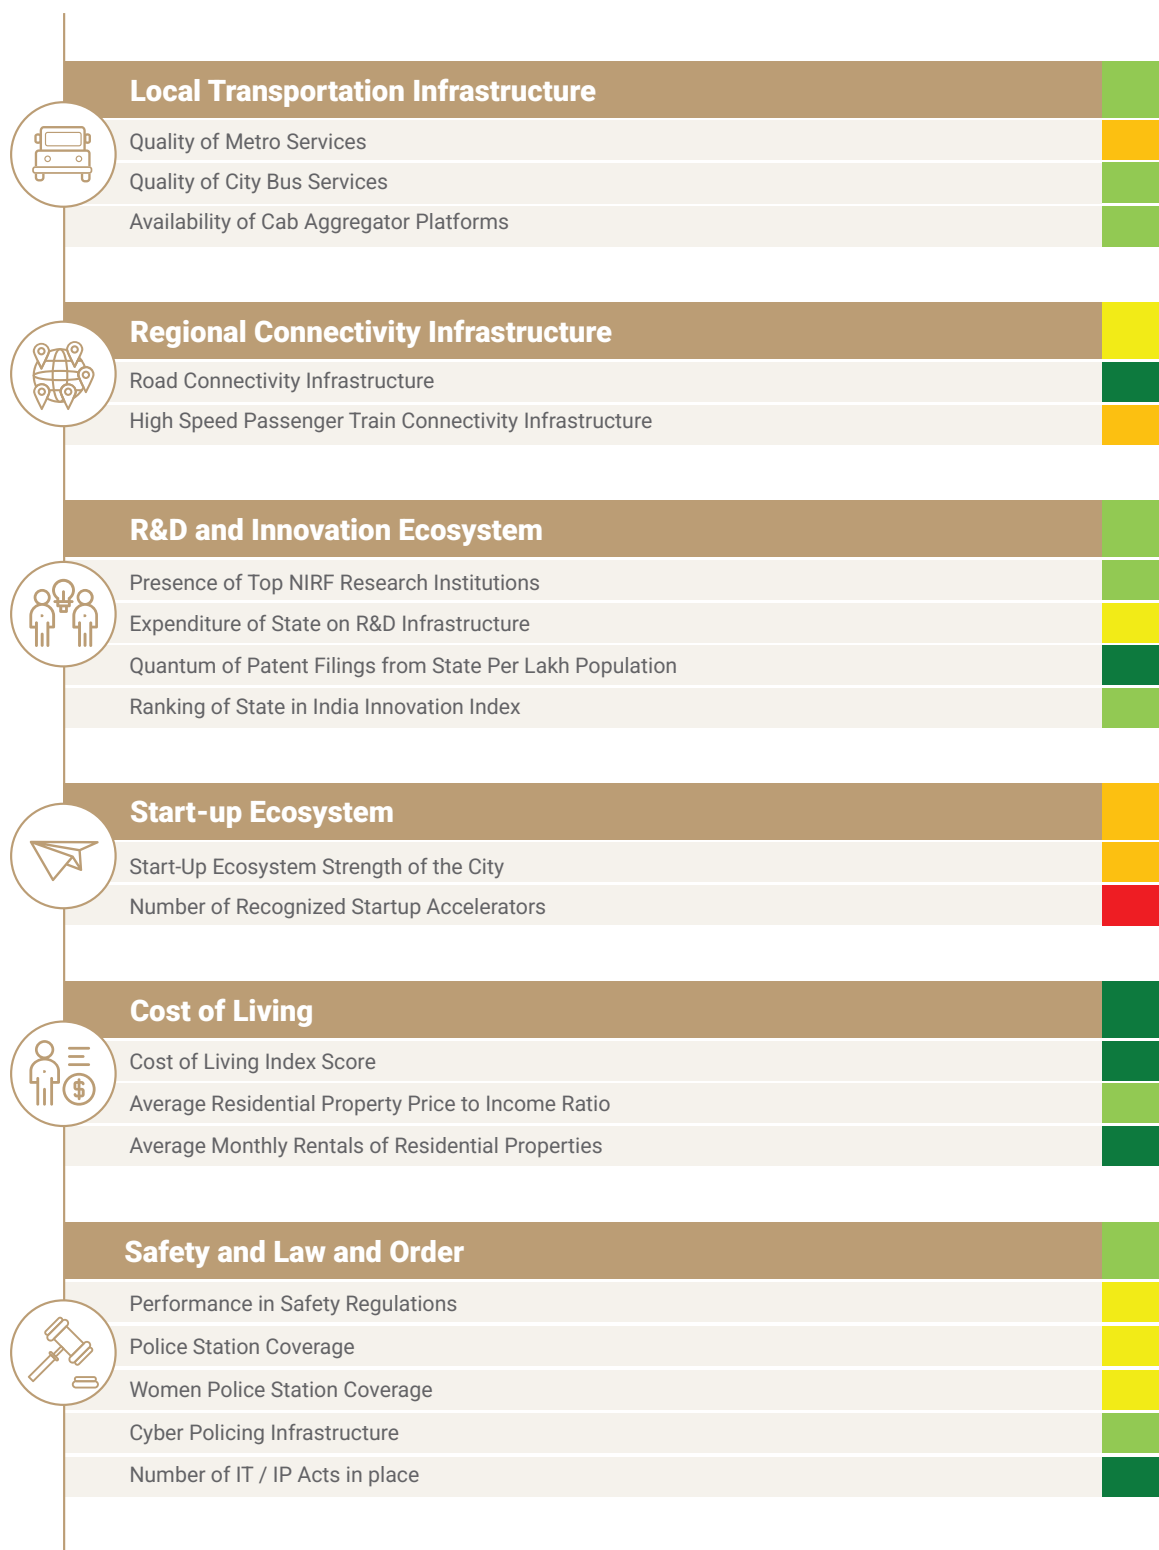 Local Transportation Infrastructure
Quality of Metro Services
Quality of City Bus Services
Availability of Cab Aggregator Platforms
Regional Connectivity Infrastructure
Road Connectivity Infrastructure
High Speed Passenger Train Connectivity Infrastructure
R&D and Innovation Ecosystem
Presence of Top NIRF Research Institutions
Expenditure of State on R&D Infrastructure
Quantum of Patent Filings from State Per Lakh Population
Ranking of State in India Innovation Index
Start-up Ecosystem
Start-Up Ecosystem Strength of the City
Number of Recognized Startup Accelerators
Cost of Living
$
Cost of Living Index Score
Average Residential Property Price to Income Ratio
Average Monthly Rentals of Residential Properties
Safety and Law and Order
Performance in Safety Regulations
Police Station Coverage
Women Police Station Coverage
Cyber Policing Infrastructure
Number of IT / IP Acts in place